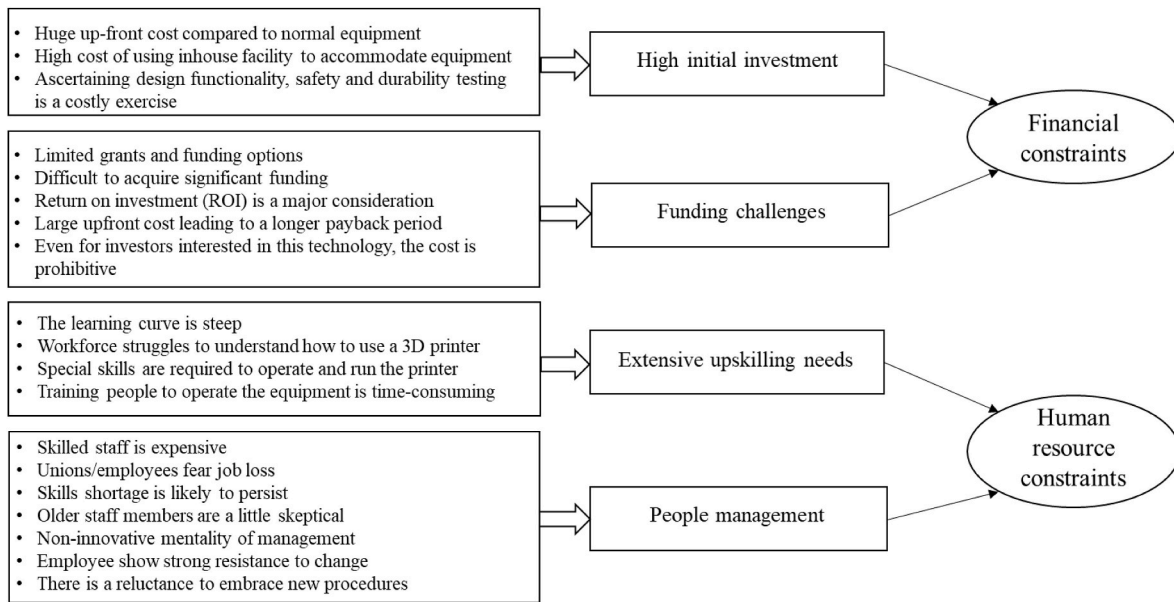 • Huge up-front cost compared to normal equipment
• High cost of using inhouse facility to accommodate equipment
• Ascertaining design functionality, safety and durability testing
is a costly exercise
High initial investment
Financial
constraints
• Limited grants and funding options
• Difficult to acquire significant funding
• Return on investment (ROI) is a major consideration
• Large upfront cost leading to a longer payback period
• Even for investors interested in this technology, the cost is
prohibitive
Funding challenges
• The learning curve is steep
• Workforce struggles to understand how to use a 3D printer
• Special skills are required to operate and run the printer
• Training people to operate the equipment is time-consuming
Extensive upskilling needs
Human
resource
constraints
• Skilled staff is expensive
• Unions/employees fear job loss
• Skills shortage is likely to persist
• Older staff members are a little skeptical
• Non-innovative mentality of management
• Employee show strong resistance to change
• There is a reluctance to embrace new procedures
People management